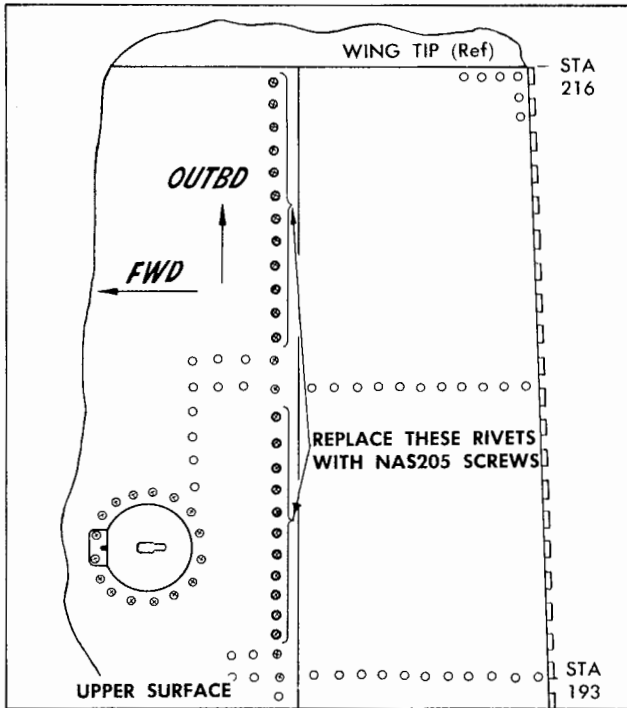 WING TIP (Ref)
STA
216
OUTBD
FWD
REPLACE THESE RIVETS
WITH NAS205 SCREWS
UPPER SURFACE
STA
193